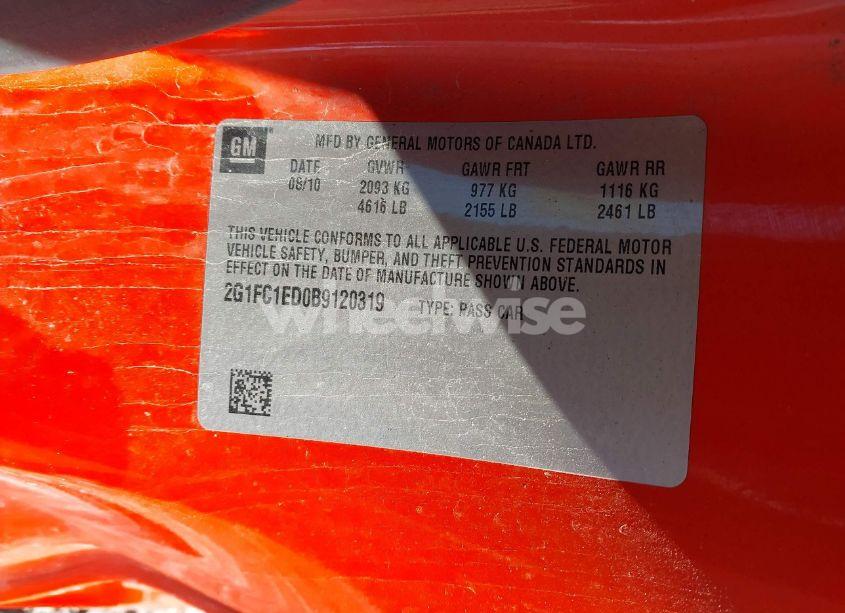 GM
MFD BY GENERAL MOTORS OF CANADA LTD.
DATE GVWR GAWR FRT GAWR RR
08/10 2093 KG 977 KG 1116 KG
4616 LB 2155 LB 2461 LB
THIS VEHICLE CONFORMS TO ALL APPLICABLE U.S. FEDERAL MOTOR
VEHICLE SAFETY, BUMPER, AND THEFT PREVENTION STANDARDS IN
EFFECT ON THE DATE OF MANUFACTURE SHOWN ABOVE.
2G1FC1ED0B9120319 TYPE: PASS CAR
wheelwise